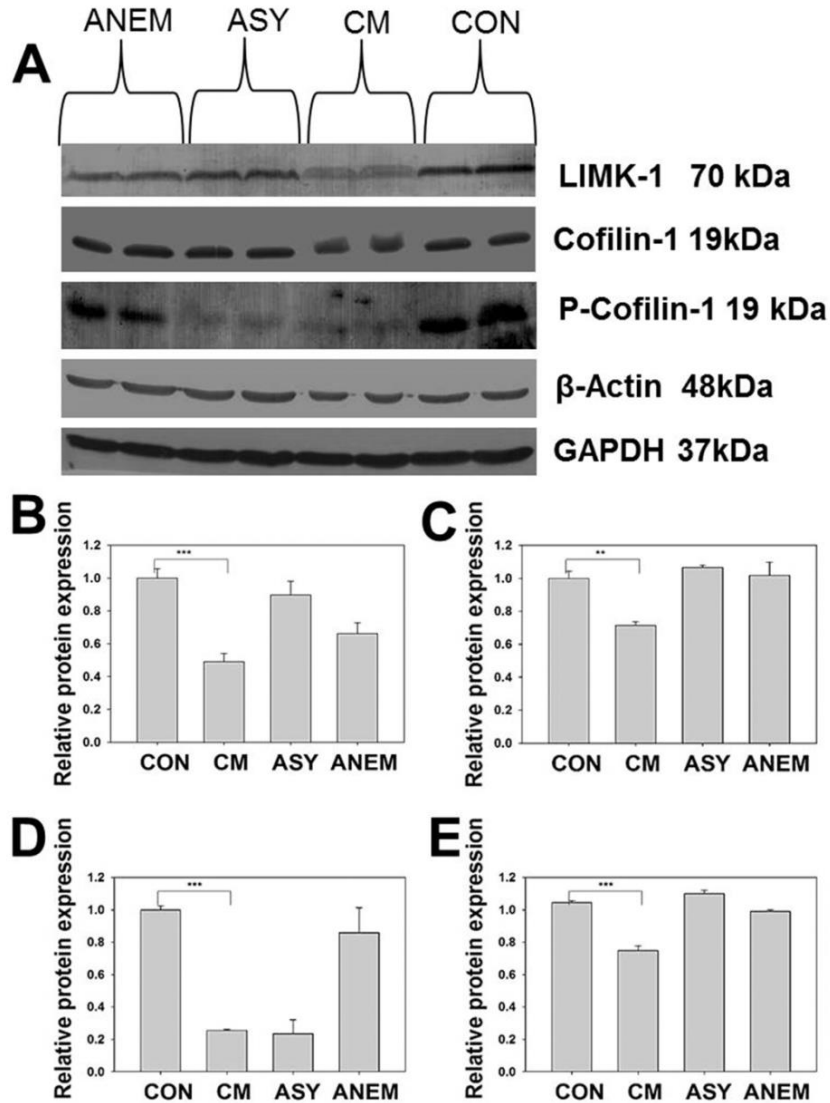 ANEM ASY CM CON
A
LIMK-1 70 kDa
Cofilin-1 19kDa
P-Cofilin-1 19 kDa
β-Actin 48kDa
GAPDH 37kDa
B
Relative protein expression
1.2
1.0
0.8
0.6
0.4
0.2
0.0
***
CON CM ASY ANEM
C
Relative protein expression
1.2
1.0
0.8
0.6
0.4
0.2
0.0
**
CON CM ASY ANEM
D
Relative protein expression
1.2
1.0
0.8
0.6
0.4
0.2
0.0
***
CON CM ASY ANEM
E
Relative protein expression
1.2
1.0
0.8
0.6
0.4
0.2
0.0
***
CON CM ASY ANEM